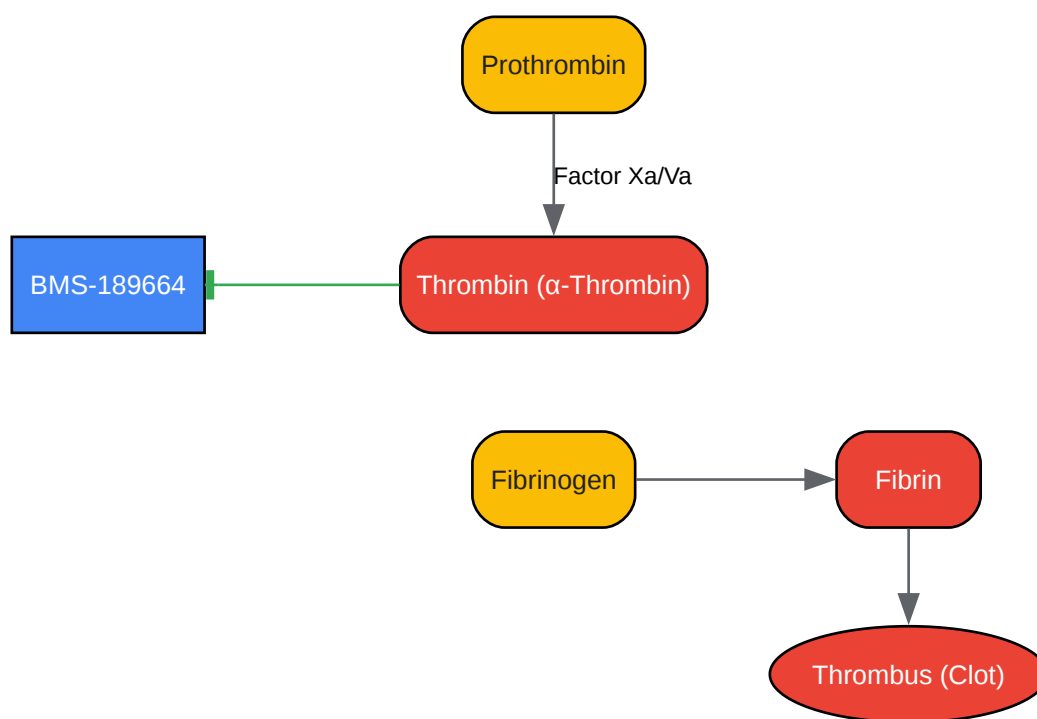 Prothrombin
Factor Xa/Va
BMS-189664
Thrombin (α-Thrombin)
Fibrinogen
Fibrin
Thrombus (Clot)